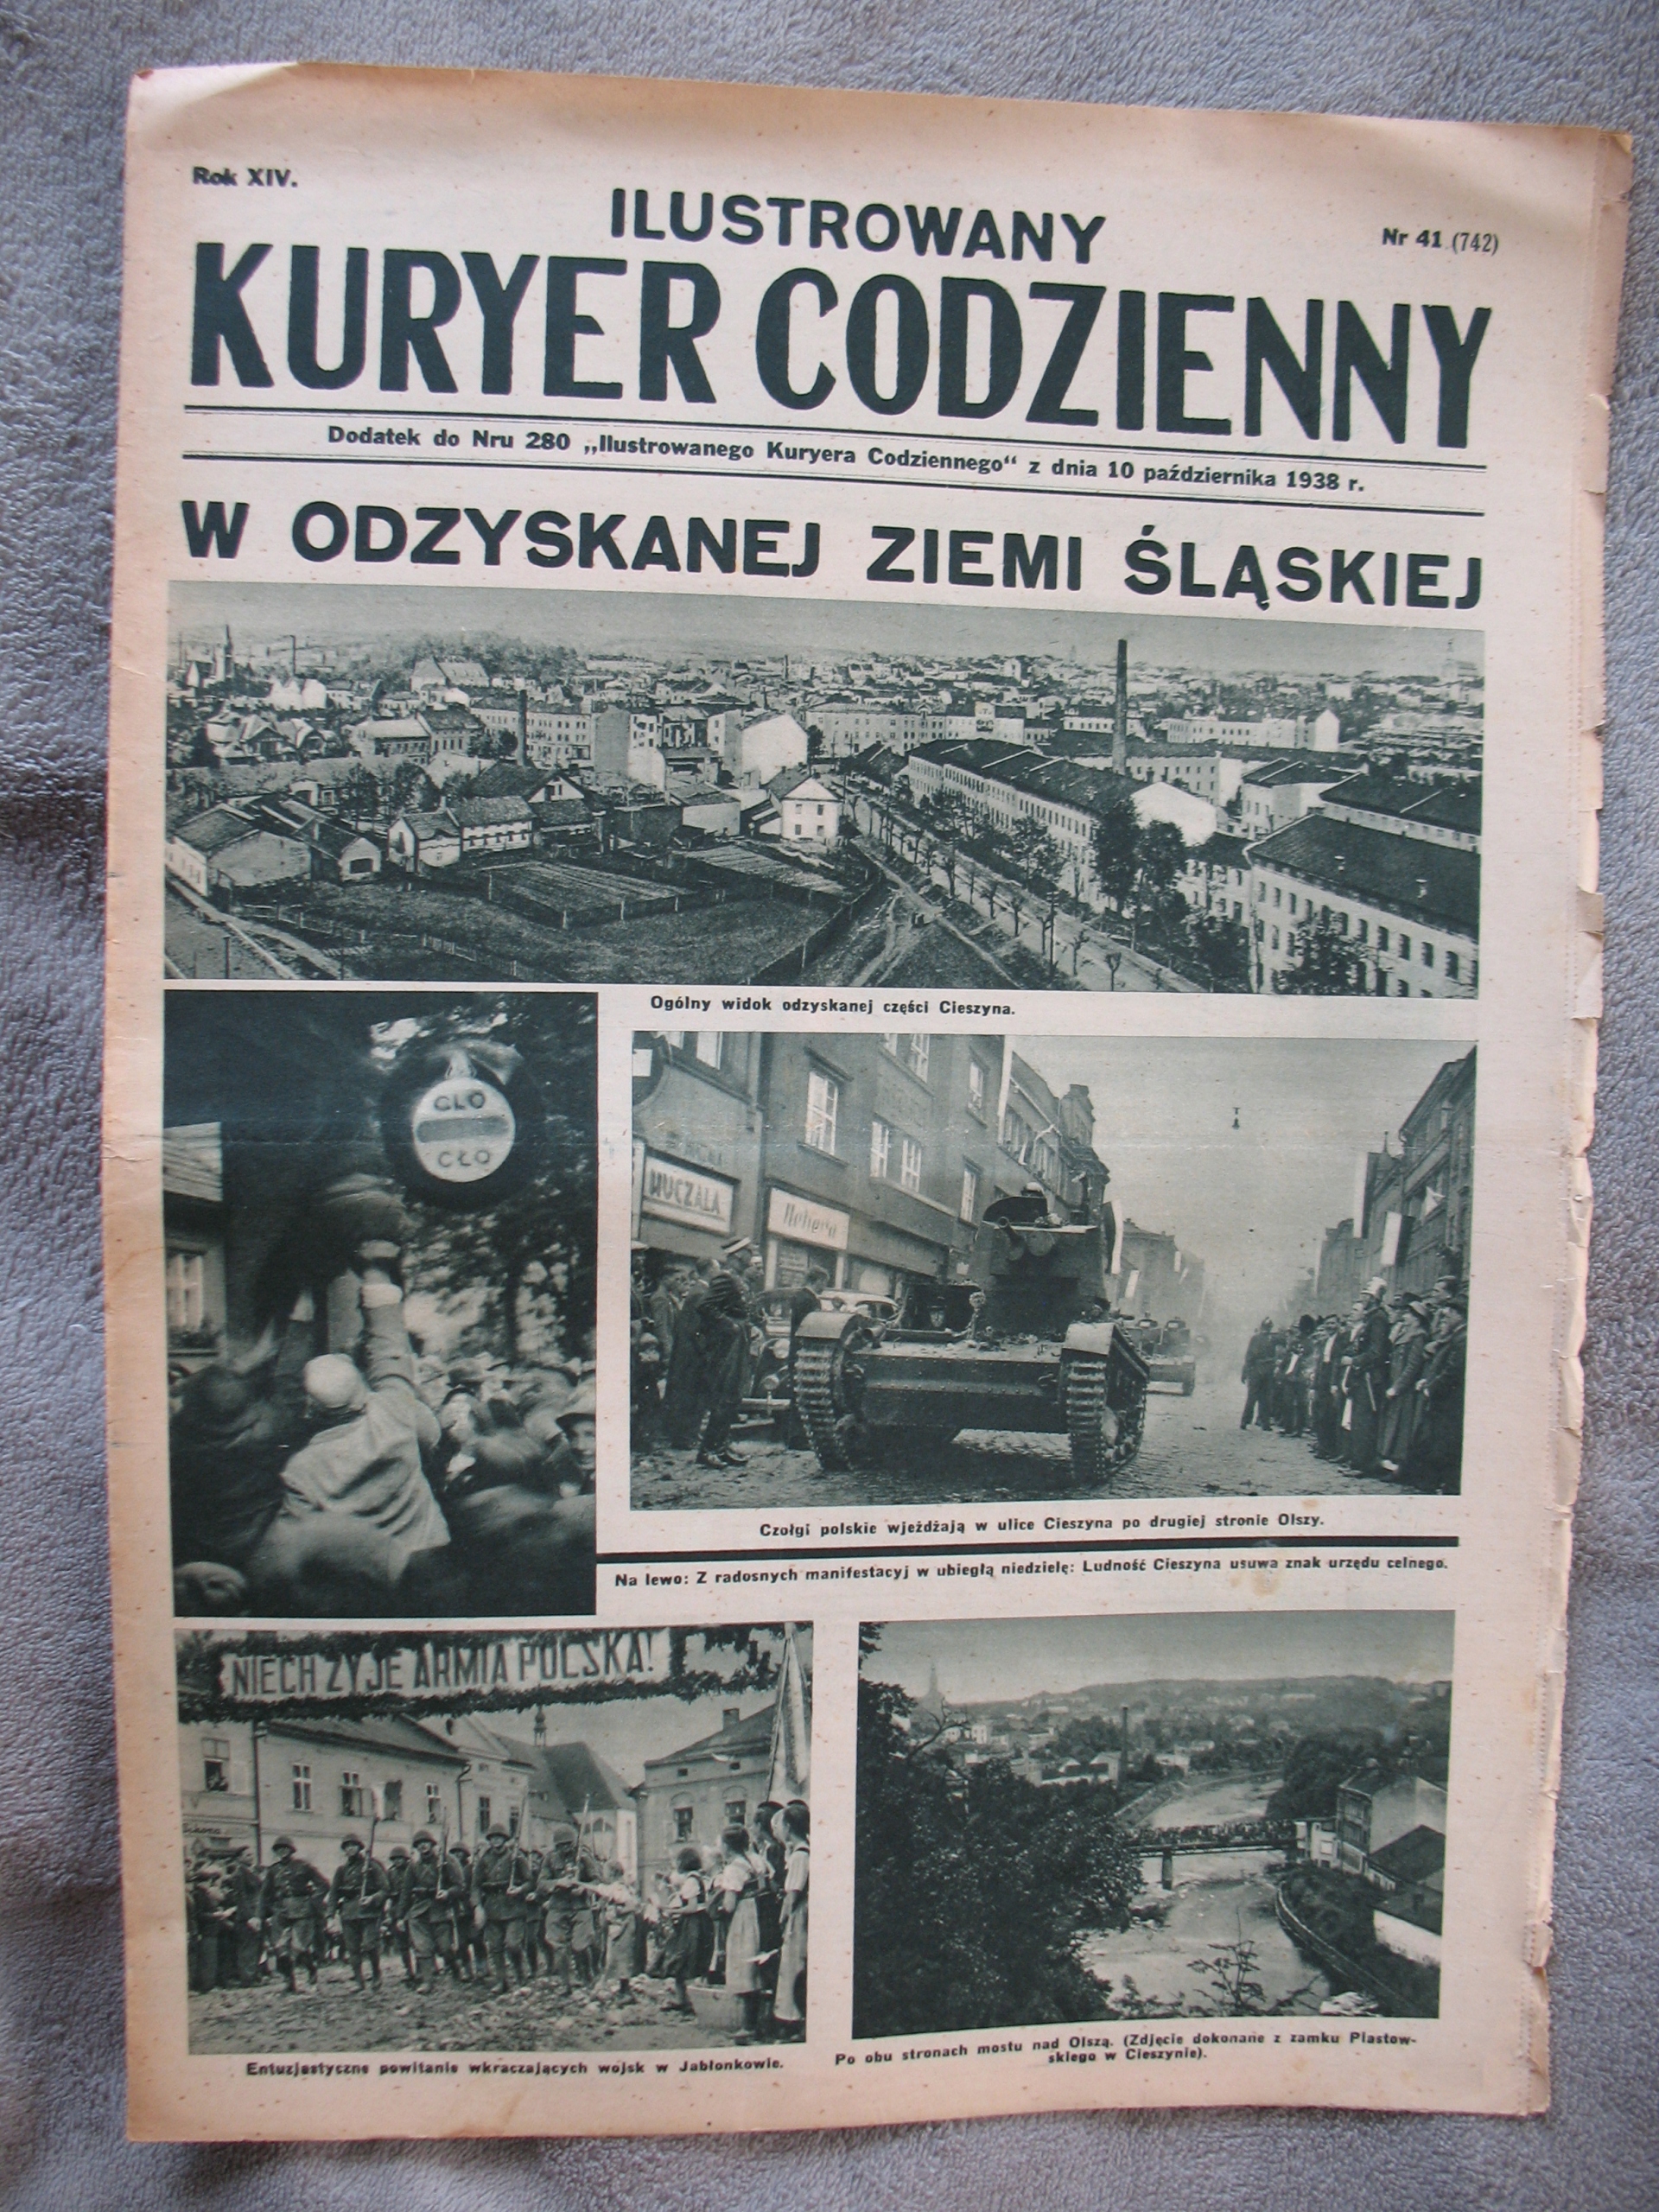 Rok XIV.
ILUSTROWANY
Nr 41 (742)
KURYER CODZIENNY
Dodatek do Nru 280 „Ilustrowanego Kuryera Codziennego“ z dnia 10 października 1938 r.
W ODZYSKANEJ ZIEMI ŚLĄSKIEJ
Ogólny widok odzyskanej części Cieszyna.
CLO
CŁO
MUCZALA
Czołgi polskie wjeżdżają w ulice Cieszyna po drugiej stronie Olszy.
Na lewo: Z radosnych manifestacyj w ubiegłą niedzielę: Ludność Cieszyna usuwa znak urzędu celnego.
NIECH ŻYJE ARMIA POLSKA!
Entuzjastyczne powitanie wkraczających wojsk w Jabłonkowie.
Po obu stronach mostu nad Olszą. (Zdjęcie dokonane z zamku Piastow-
skiego w Cieszynie).